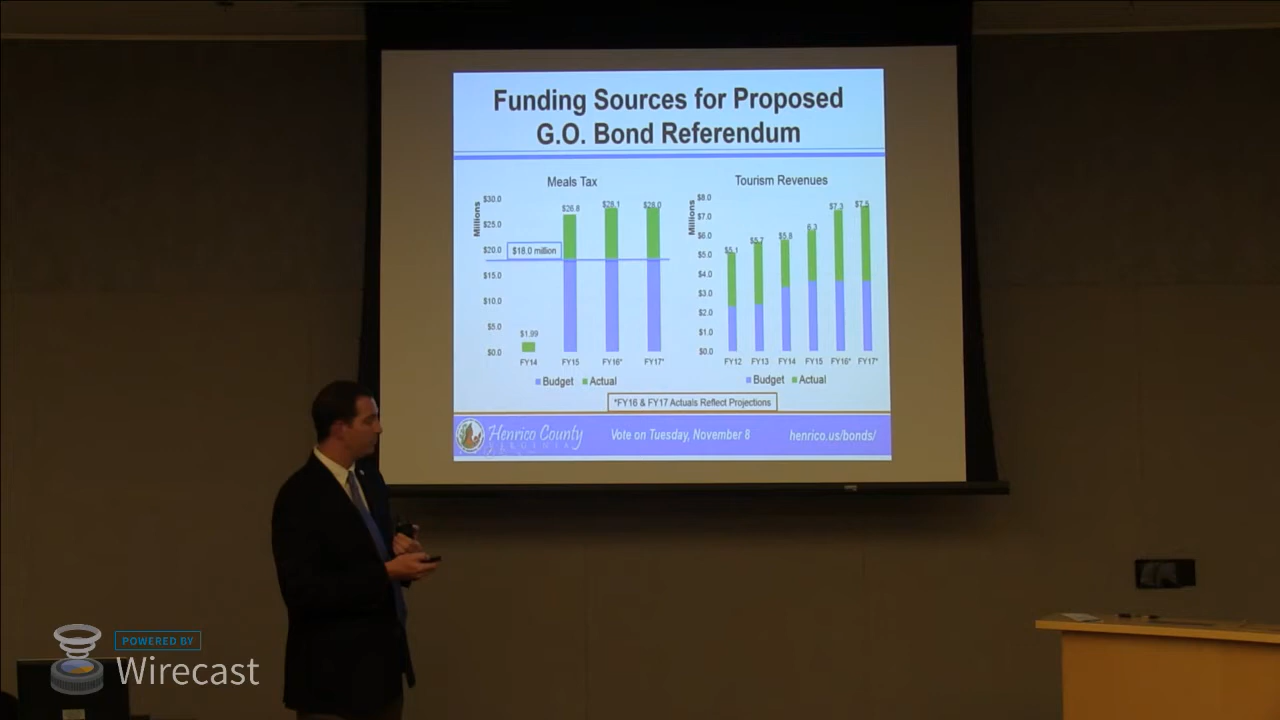 Funding Sources for Proposed
G.O. Bond Referendum
Meals Tax
Millions
$30.0
$25.0
$20.0
$15.0
$10.0
$5.0
$0.0
$18.0 million
$1.99
$26.8
$28.1
$28.0
FY14
FY15
FY16*
FY17*
Budget
Actual
Tourism Revenues
Millions
$8.0
$7.0
$6.0
$5.0
$4.0
$3.0
$2.0
$1.0
$0.0
$5.1
$5.7
$5.8
6.3
$7.3
$7.5
FY12
FY13
FY14
FY15
FY16*
FY17*
Budget
Actual
*FY16 & FY17 Actuals Reflect Projections
Henrico County
VIRGINIA
Vote on Tuesday, November 8
henrico.us/bonds/
POWERED BY
Wirecast